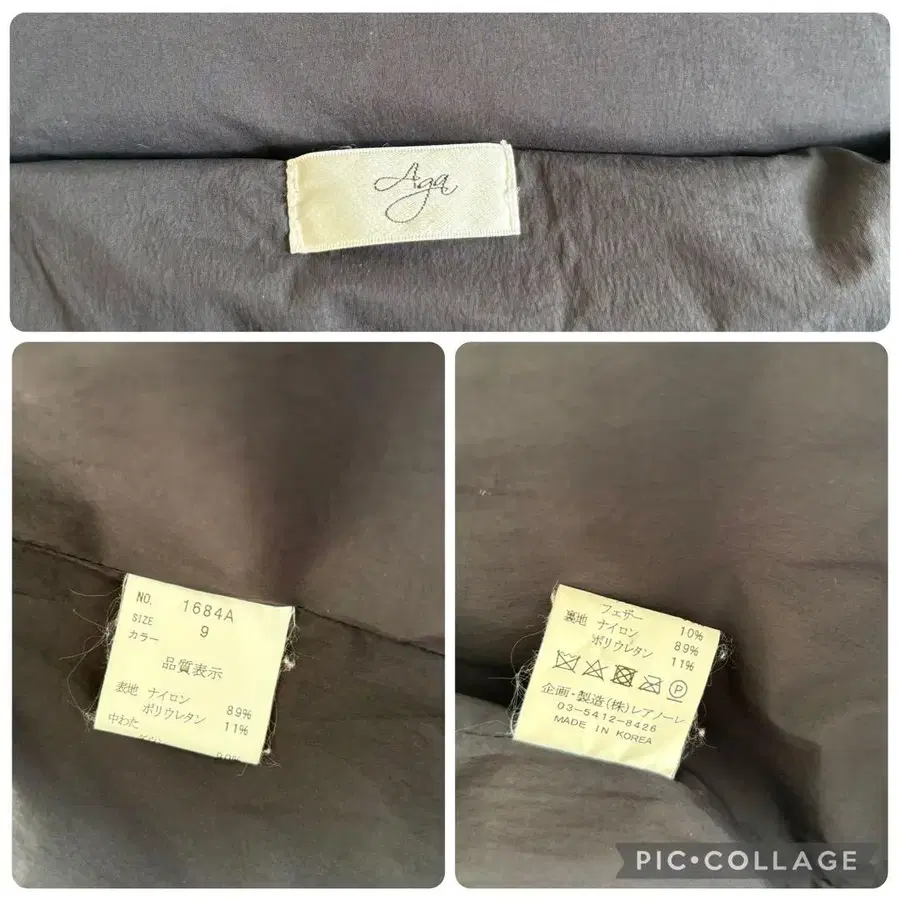 Aga
NO. 1684A
SIZE 9
カラー
品質表示
表地 ナイロン 89%
ポリウレタン 11%
中わた
90%
フェザー 10%
裏地 ナイロン 89%
ポリウレタン 11%
P
企画・製造(株)レアノーレ
03-5412-8426
MADE IN KOREA
PIC•COLLAGE